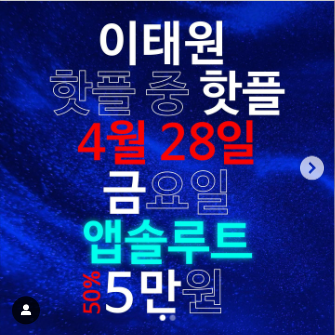 이태원
핫플 중 핫플
4월 28일
금요일
앱솔루트
50% 5만원